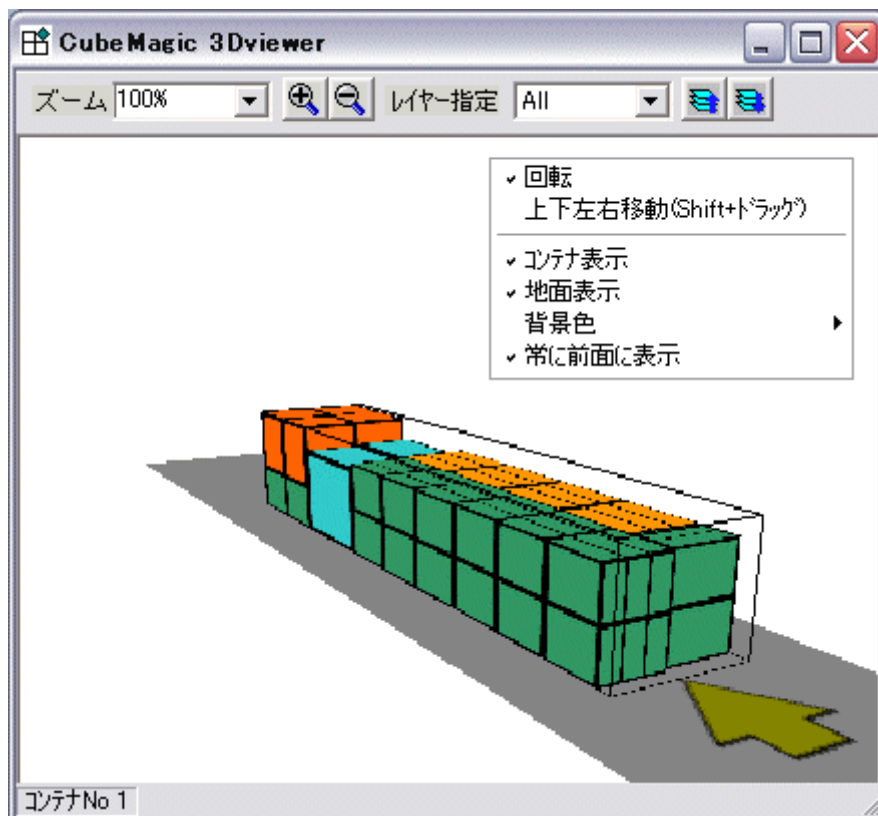 CubeMagic 3Dviewer
ズーム 100% レイヤー指定 All
回転
上下左右移動(Shift+ドラッグ)
コンテナ表示
地面表示
背景色
常に前面に表示
コンテナNo 1